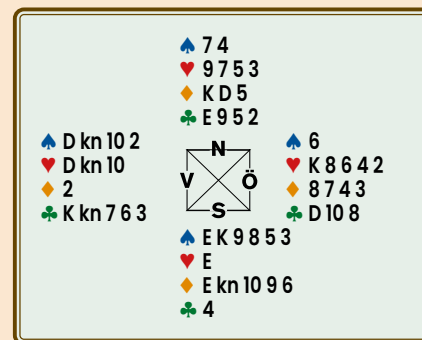 ♠ 7 4
♥ 9 7 5 3
♦ K D 5
♣ E 9 5 2
♠ D kn 10 2
♥ D kn 10
♦ 2
♣ K kn 7 6 3
N
V Ö
S
♠ 6
♥ K 8 6 4 2
♦ 8 7 4 3
♣ D 10 8
♠ E K 9 8 5 3
♥ E
♦ E kn 10 9 6
♣ 4